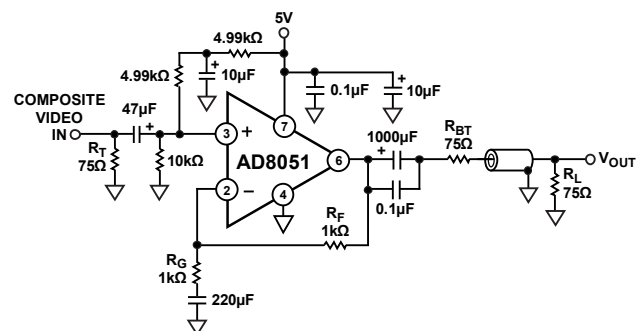 5V
4.99kΩ
4.99kΩ
+
10µF
0.1µF
+
10µF
COMPOSITE
VIDEO
IN
47µF
+
R_T
75Ω
10kΩ
3
+
7
AD8051
6
2
–
4
1000µF
+
0.1µF
R_BT
75Ω
V_OUT
R_L
75Ω
R_F
1kΩ
R_G
1kΩ
220µF